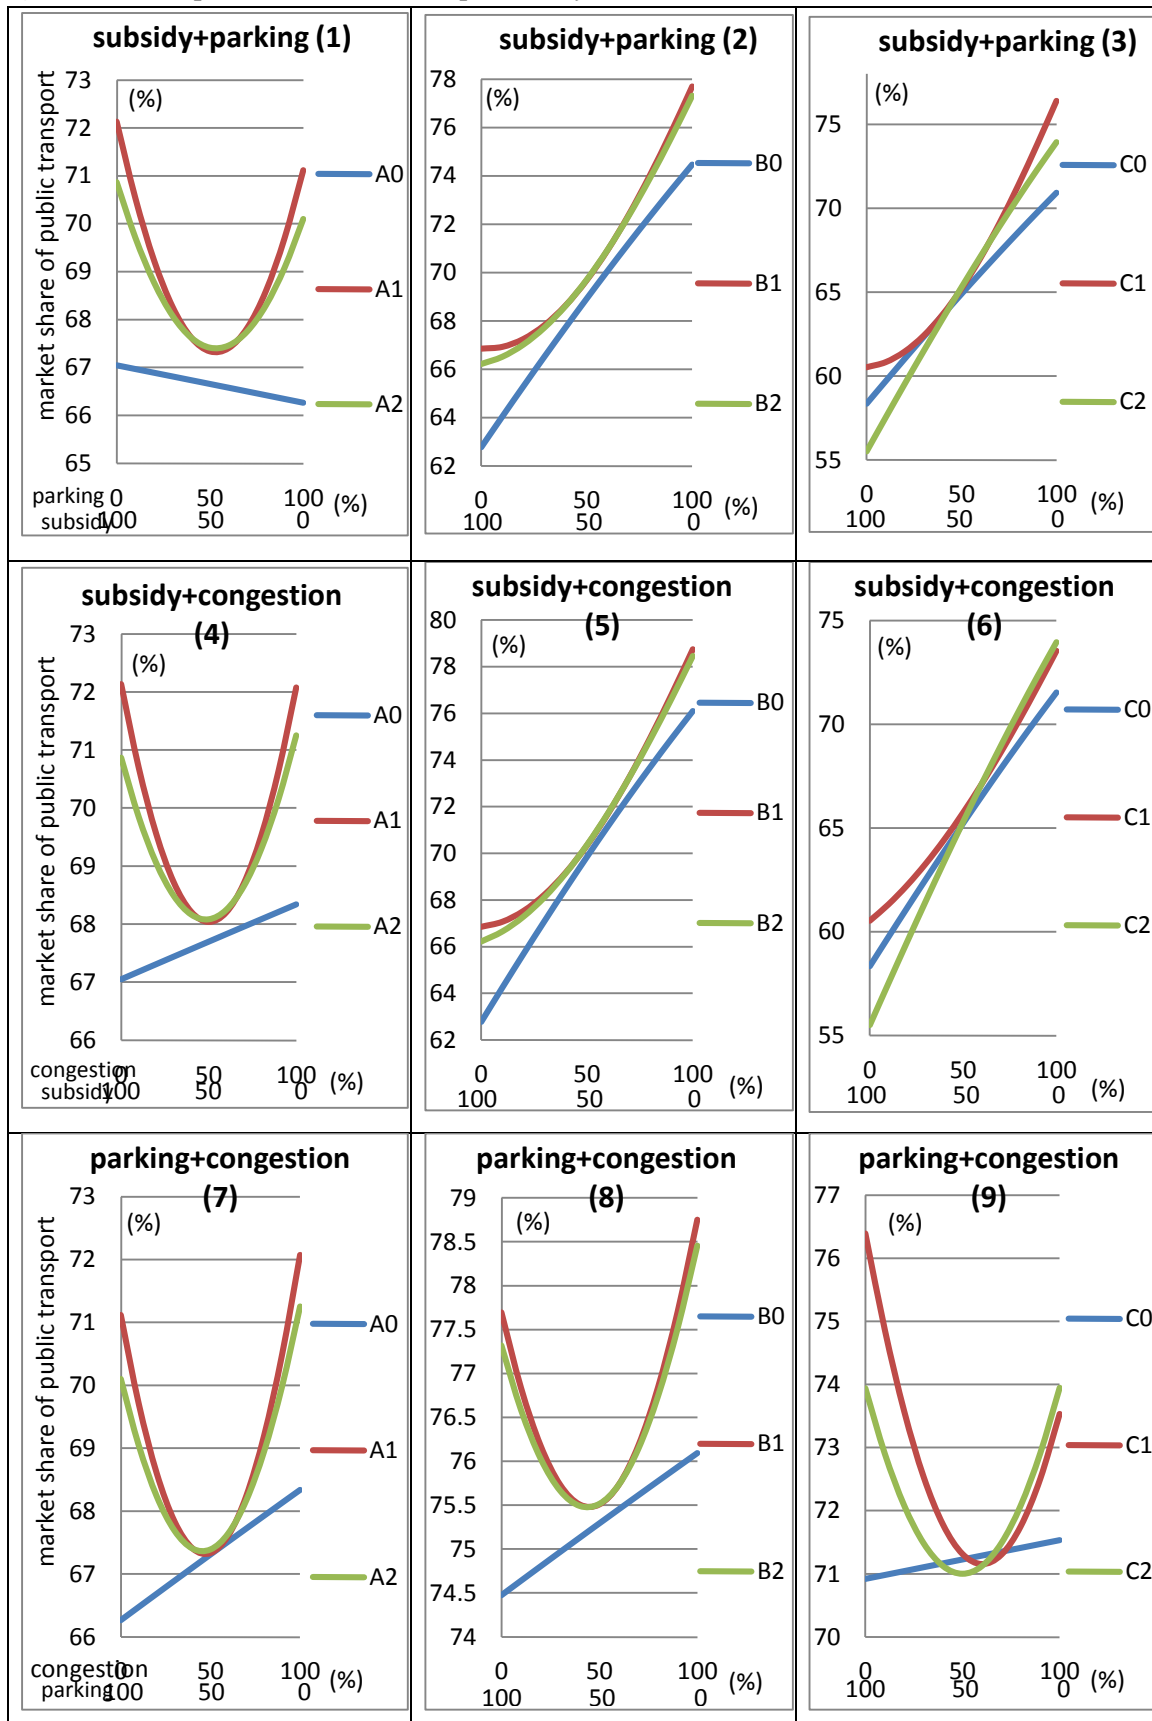 subsidy+parking (1)
(%)
market share of public transport
73
72
71
70
69
68
67
66
65
A0
A1
A2
parking 0 50 100
subsidy 100 50 0 (%)
subsidy+parking (2)
(%)
78
76
74
72
70
68
66
64
62
B0
B1
B2
0 50 100
100 50 0 (%)
subsidy+parking (3)
(%)
75
70
65
60
55
C0
C1
C2
0 50 100
100 50 0 (%)
subsidy+congestion
(4)
(%)
market share of public transport
73
72
71
70
69
68
67
66
A0
A1
A2
congestion 0 50 100
subsidy 100 50 0 (%)
subsidy+congestion
(5)
(%)
80
78
76
74
72
70
68
66
64
62
B0
B1
B2
0 50 100
100 50 0 (%)
subsidy+congestion
(6)
(%)
75
70
65
60
55
C0
C1
C2
0 50 100
100 50 0 (%)
parking+congestion
(7)
(%)
market share of public transport
73
72
71
70
69
68
67
66
A0
A1
A2
congestion 0 50 100
parking 100 50 0 (%)
parking+congestion
(8)
(%)
79
78.5
78
77.5
77
76.5
76
75.5
75
74.5
74
B0
B1
B2
0 50 100
100 50 0 (%)
parking+congestion
(9)
(%)
77
76
75
74
73
72
71
70
C0
C1
C2
0 50 100
100 50 0 (%)